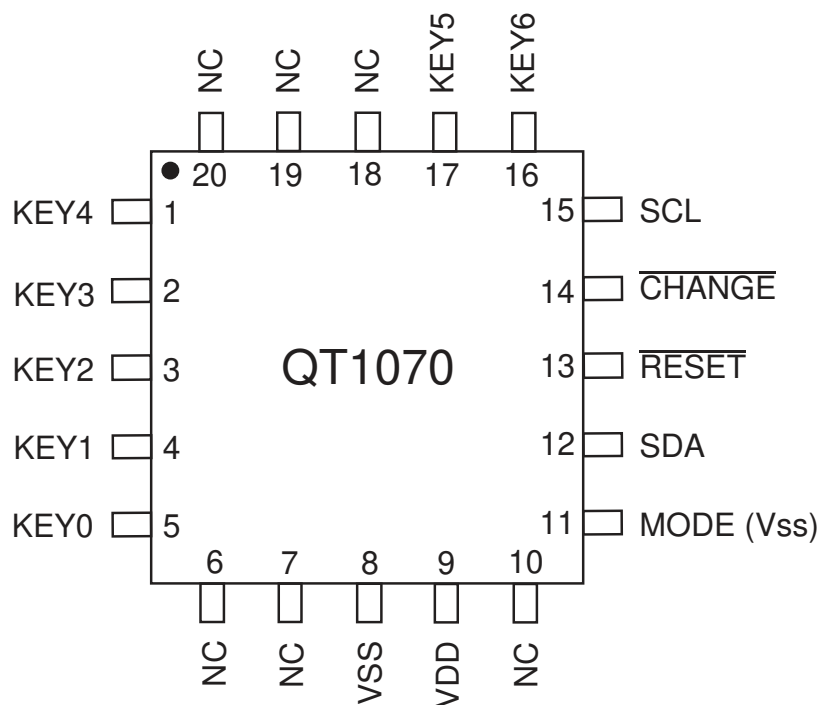 NC NC NC KEY5 KEY6
20 19 18 17 16
KEY4 1 15 SCL
KEY3 2 14 CHANGE
KEY2 3 QT1070 13 RESET
KEY1 4 12 SDA
KEY0 5 11 MODE (Vss)
6 7 8 9 10
NC NC VSS VDD NC